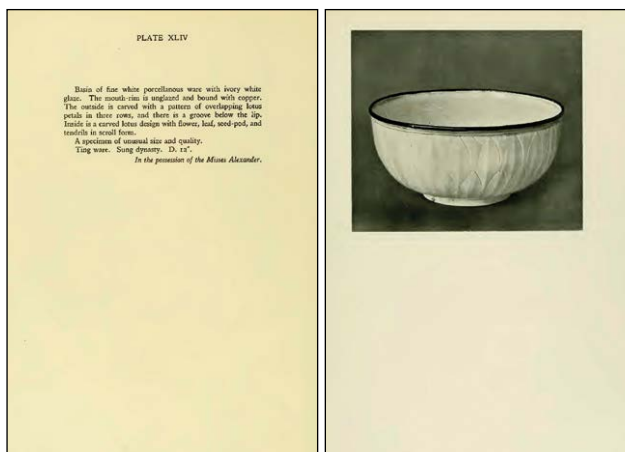 PLATE XLIV
Basin of fine white porcellanous ware with ivory white
glaze. The mouth-rim is unglazed and bound with copper.
The outside is carved with a pattern of overlapping lotus
petals in three rows, and there is a groove below the lip.
Inside is a carved lotus design with flower, leaf, seed-pod, and
tendrils in scroll form.
A specimen of unusual size and quality.
Ting ware. Sung dynasty. D. 12".
In the possession of the Misses Alexander.